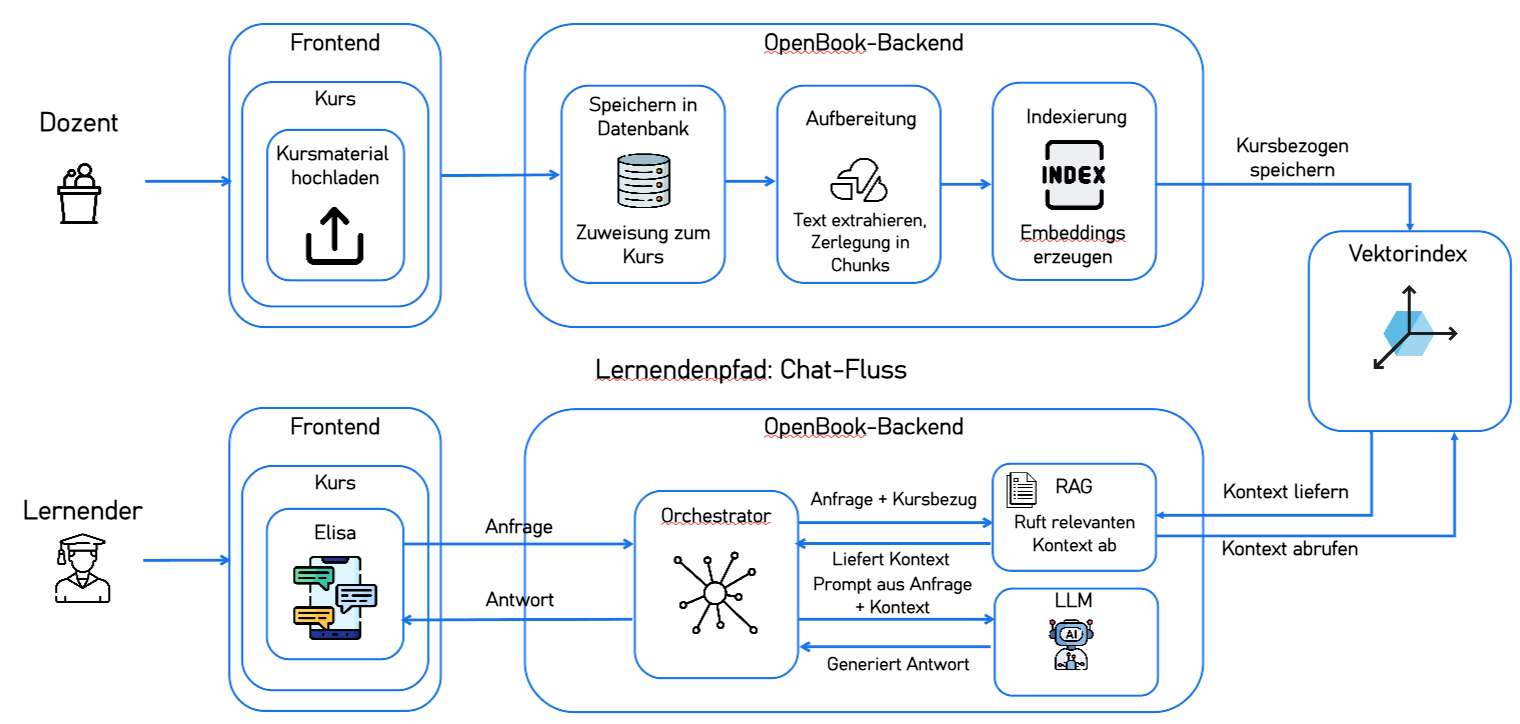 Frontend
OpenBook-Backend
Kurs
Dozent
Kursmaterial
hochladen
Speichern in
Datenbank
Zuweisung zum
Kurs
Aufbereitung
Text extrahieren,
Zerlegung in
Chunks
Indexierung
INDEX
Embeddings
erzeugen
Kursbezogen
speichern
Vektorindex
Lernendenpfad: Chat-Fluss
Frontend
OpenBook-Backend
Kurs
Lernender
Elisa
Anfrage
Antwort
Orchestrator
Anfrage + Kursbezug
Liefert Kontext
Prompt aus Anfrage
+ Kontext
Generiert Antwort
RAG
Ruft relevanten
Kontext ab
LLM
AI
Kontext liefern
Kontext abrufen